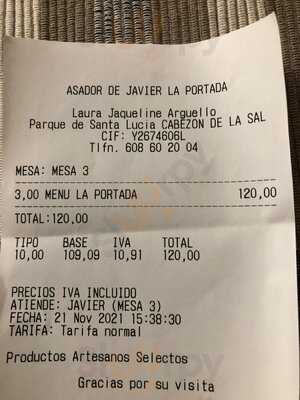 ASADOR DE JAVIER LA PORTADA
Laura Jaqueline Arguello
Parque de Santa Lucia CABEZON DE LA SAL
CIF: Y2674606L
Tlfn. 608 60 20 04
MESA: MESA 3
3,00 MENU LA PORTADA 120,00
TOTAL:120,00
TIPO BASE IVA TOTAL
10,00 109,09 10,91 120,00
PRECIOS IVA INCLUIDO
ATIENDE: JAVIER (MESA 3)
FECHA: 21 Nov 2021 15:38:30
TARIFA: Tarifa normal
Productos Artesanos Selectos
Gracias por su visita